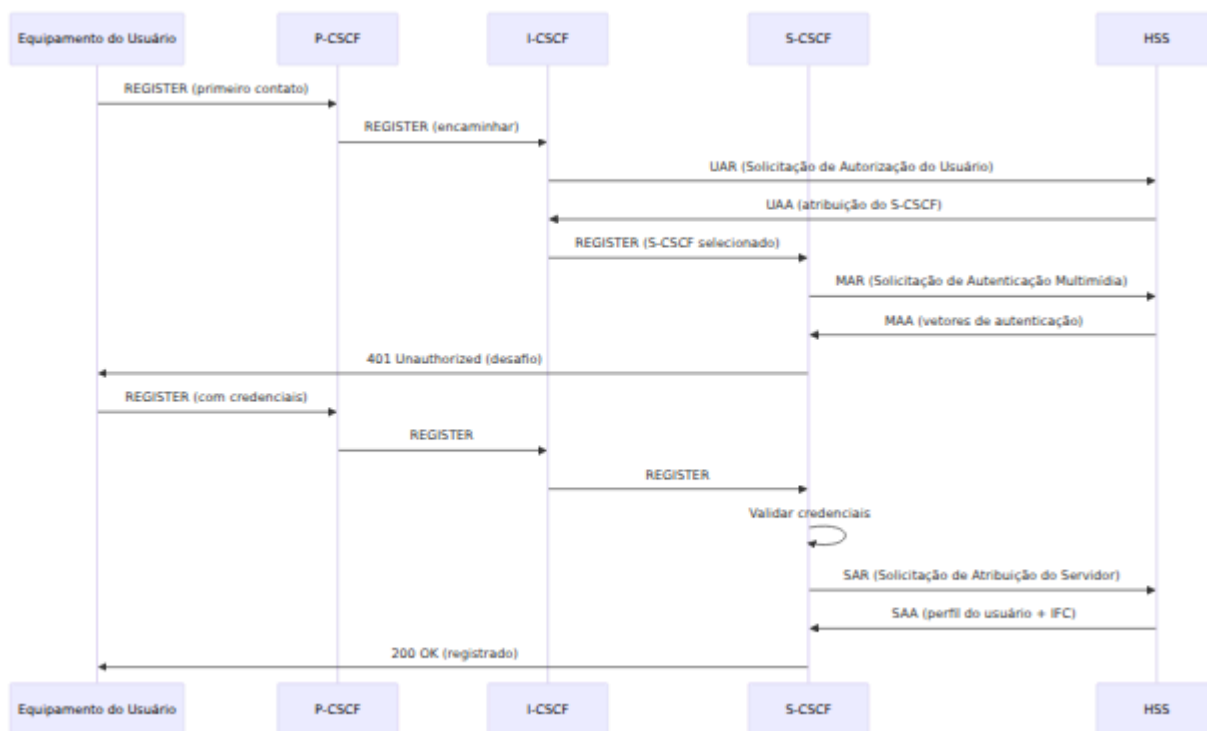 Equipamento do Usuário
P-CSCF
I-CSCF
S-CSCF
HSS
REGISTER (primeiro contato)
REGISTER (encaminhar)
UAR (Solicitação de Autorização do Usuário)
UAA (atribuição do S-CSCF)
REGISTER (S-CSCF selecionado)
MAR (Solicitação de Autenticação Multimídia)
MAA (vetores de autenticação)
401 Unauthorized (desafio)
REGISTER (com credenciais)
REGISTER
REGISTER
Validar credenciais
SAR (Solicitação de Atribuição do Servidor)
SAA (perfil do usuário + IFC)
200 OK (registrado)
Equipamento do Usuário
P-CSCF
I-CSCF
S-CSCF
HSS